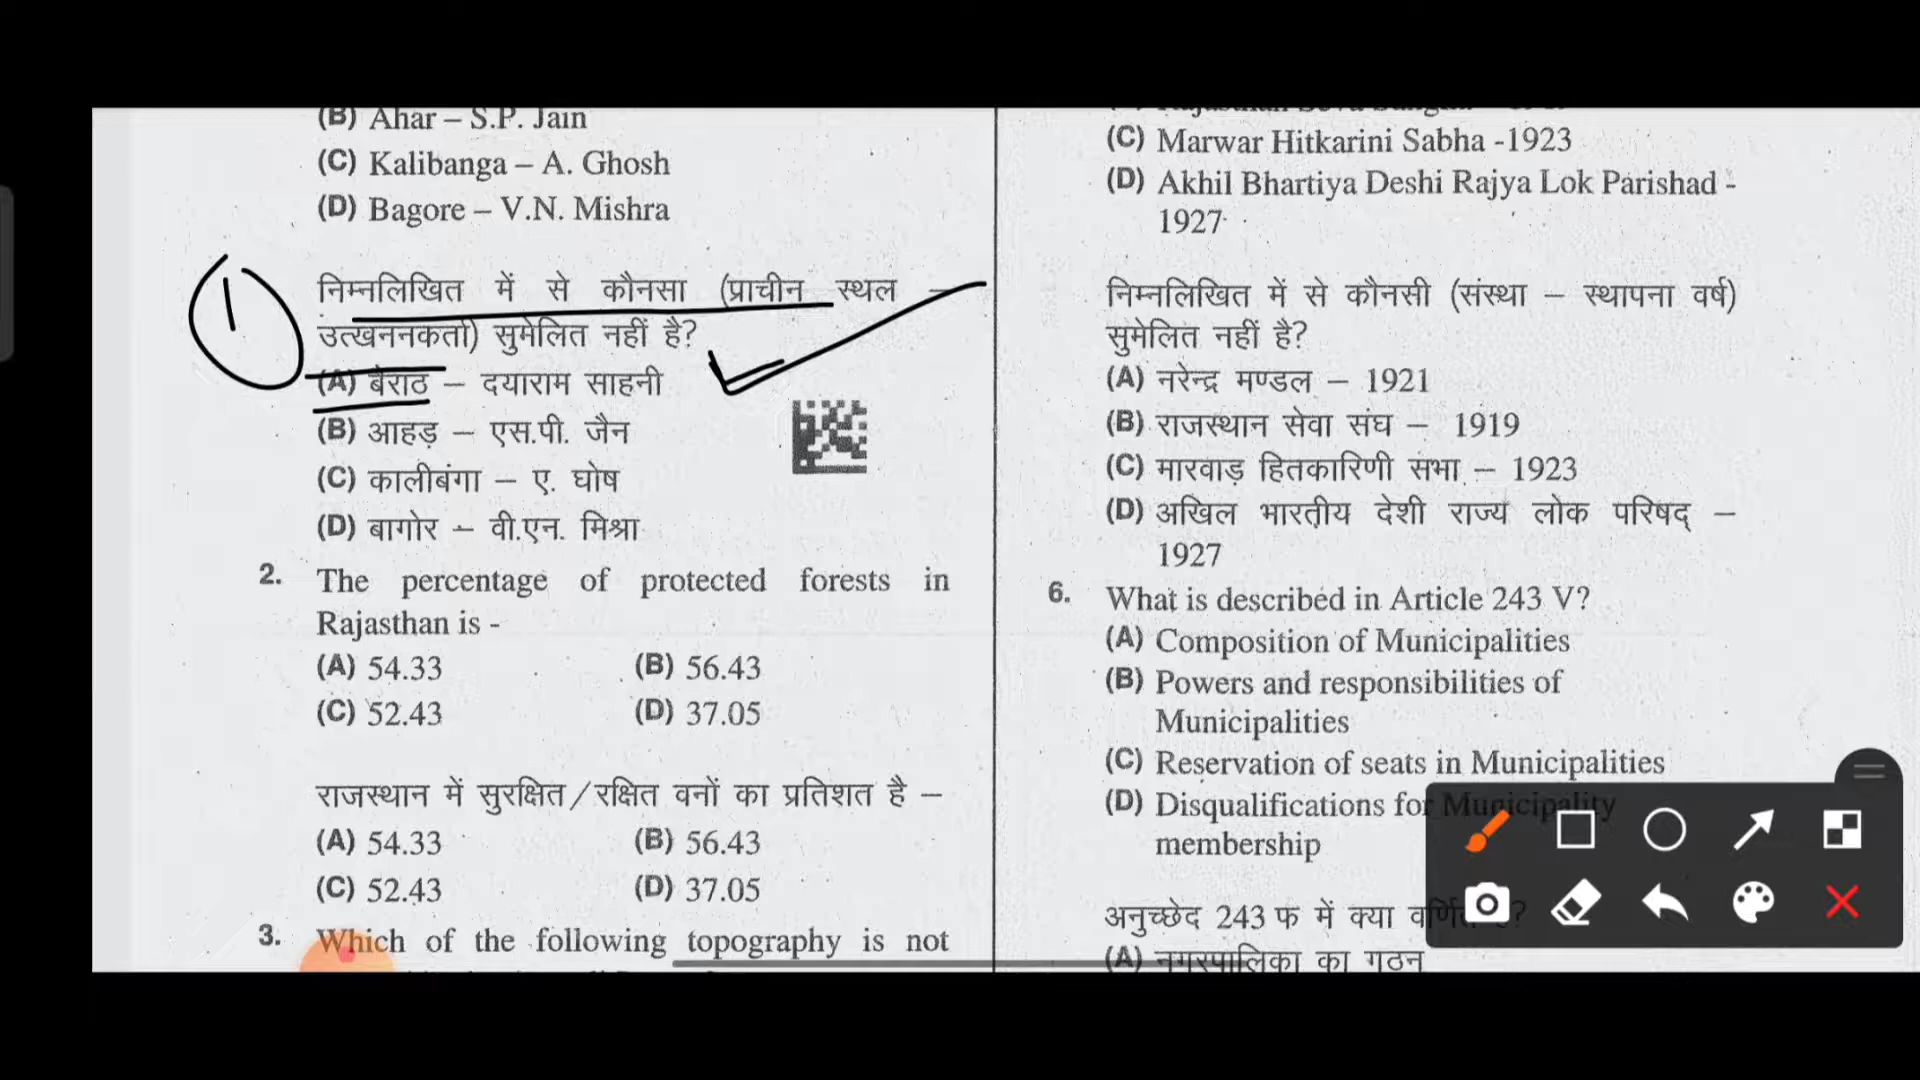 (B) Ahar – S.P. Jain
(C) Kalibanga – A. Ghosh
(D) Bagore – V.N. Mishra
1
निम्नलिखित में से कौनसा (प्राचीन स्थल –
उत्खननकर्ता) सुमेलित नहीं है?
(A) बैराठ – दयाराम साहनी
(B) आहड़ – एस.पी. जैन
(C) कालीबंगा – ए. घोष
(D) बागोर – वी.एन. मिश्रा
2. The percentage of protected forests in
Rajasthan is -
(A) 54.33 (B) 56.43
(C) 52.43 (D) 37.05
राजस्थान में सुरक्षित/रक्षित वनों का प्रतिशत है –
(A) 54.33 (B) 56.43
(C) 52.43 (D) 37.05
3. Which of the following topography is not
(C) Marwar Hitkarini Sabha -1923
(D) Akhil Bhartiya Deshi Rajya Lok Parishad -
1927
निम्नलिखित में से कौनसी (संस्था – स्थापना वर्ष)
सुमेलित नहीं है?
(A) नरेन्द्र मण्डल – 1921
(B) राजस्थान सेवा संघ – 1919
(C) मारवाड़ हितकारिणी सभा – 1923
(D) अखिल भारतीय देशी राज्य लोक परिषद् –
1927
6. What is described in Article 243 V?
(A) Composition of Municipalities
(B) Powers and responsibilities of
Municipalities
(C) Reservation of seats in Municipalities
(D) Disqualifications for Municipality
membership
अनुच्छेद 243 फ में क्या
(A) नगरपालिका का गठन